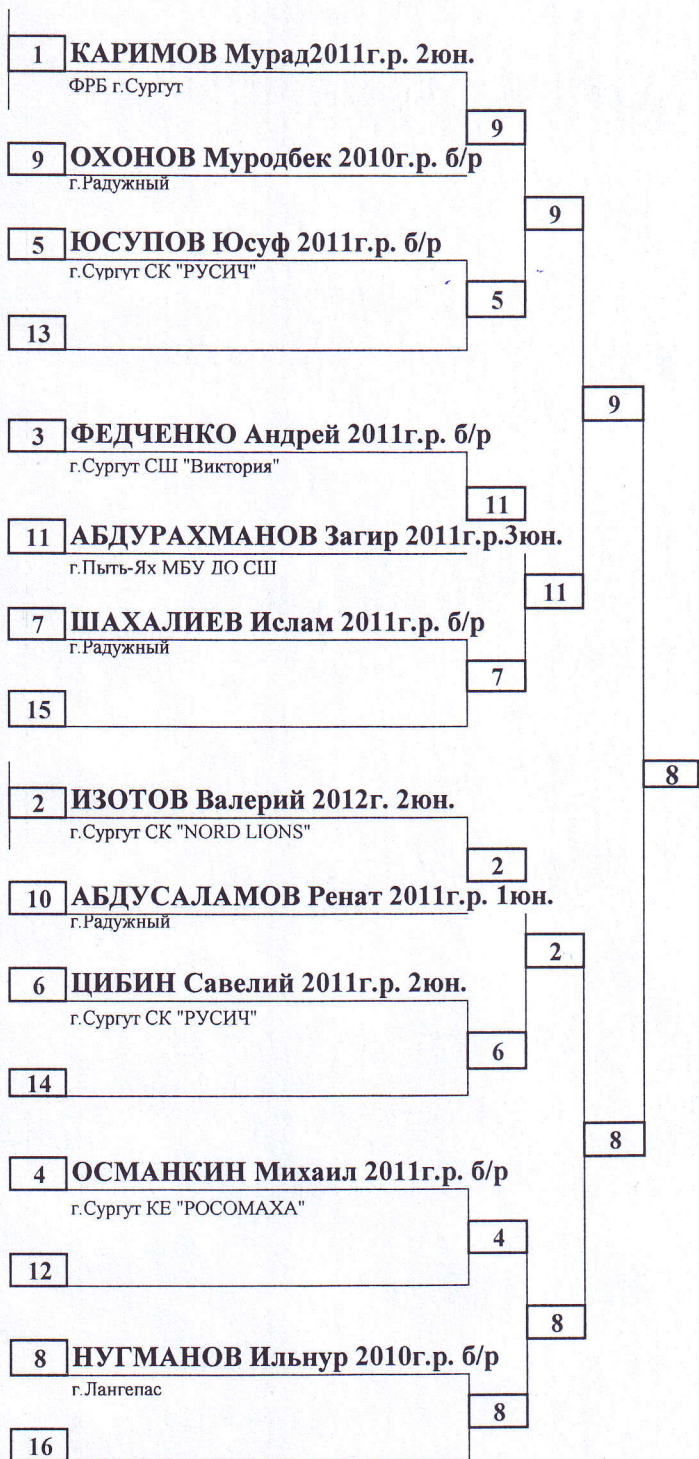 1 КАРИМОВ Мурад2011г.р. 2юн.
ФРБ г.Сургут
9
9 ОХОНОВ Муродбек 2010г.р. б/р
г.Радужный
9
5 ЮСУПОВ Юсуф 2011г.р. б/р
г.Сургут СК "РУСИЧ"
5
13
9
3 ФЕДЧЕНКО Андрей 2011г.р. б/р
г.Сургут СШ "Виктория"
11
11 АБДУРАХМАНОВ Загир 2011г.р.3юн.
г.Пыть-Ях МБУ ДО СШ
11
7 ШАХАЛИЕВ Ислам 2011г.р. б/р
г.Радужный
7
15
8
2 ИЗОТОВ Валерий 2012г. 2юн.
г.Сургут СК "NORD LIONS"
2
10 АБДУСАЛАМОВ Ренат 2011г.р. 1юн.
г.Радужный
2
6 ЦИБИН Савелий 2011г.р. 2юн.
г.Сургут СК "РУСИЧ"
6
14
8
4 ОСМАНКИН Михаил 2011г.р. б/р
г.Сургут КЕ "РОСОМАХА"
4
12
8
8 НУГМАНОВ Ильнур 2010г.р. б/р
г.Лангепас
8
16